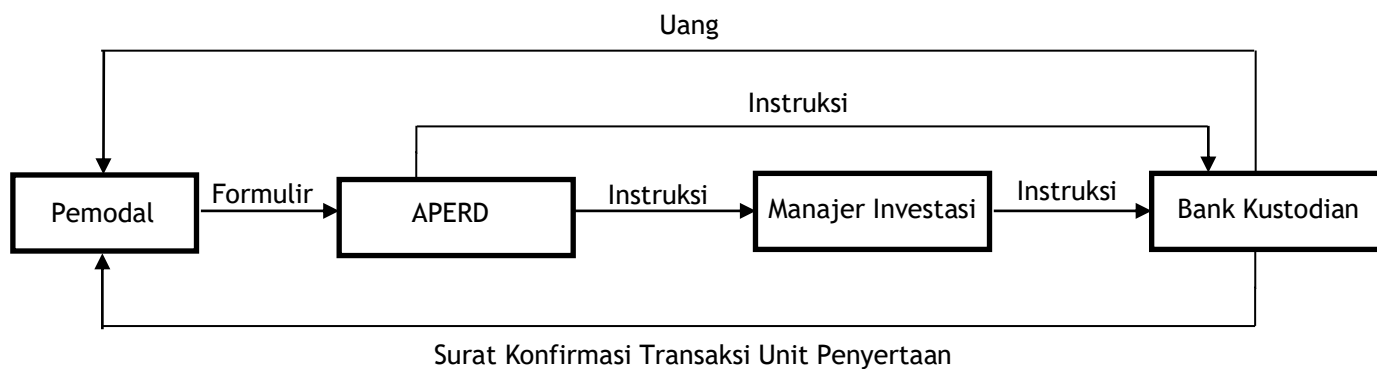 Uang
Instruksi
Pemodal
Formulir
APERD
Instruksi
Manajer Investasi
Instruksi
Bank Kustodian
Surat Konfirmasi Transaksi Unit Penyertaan